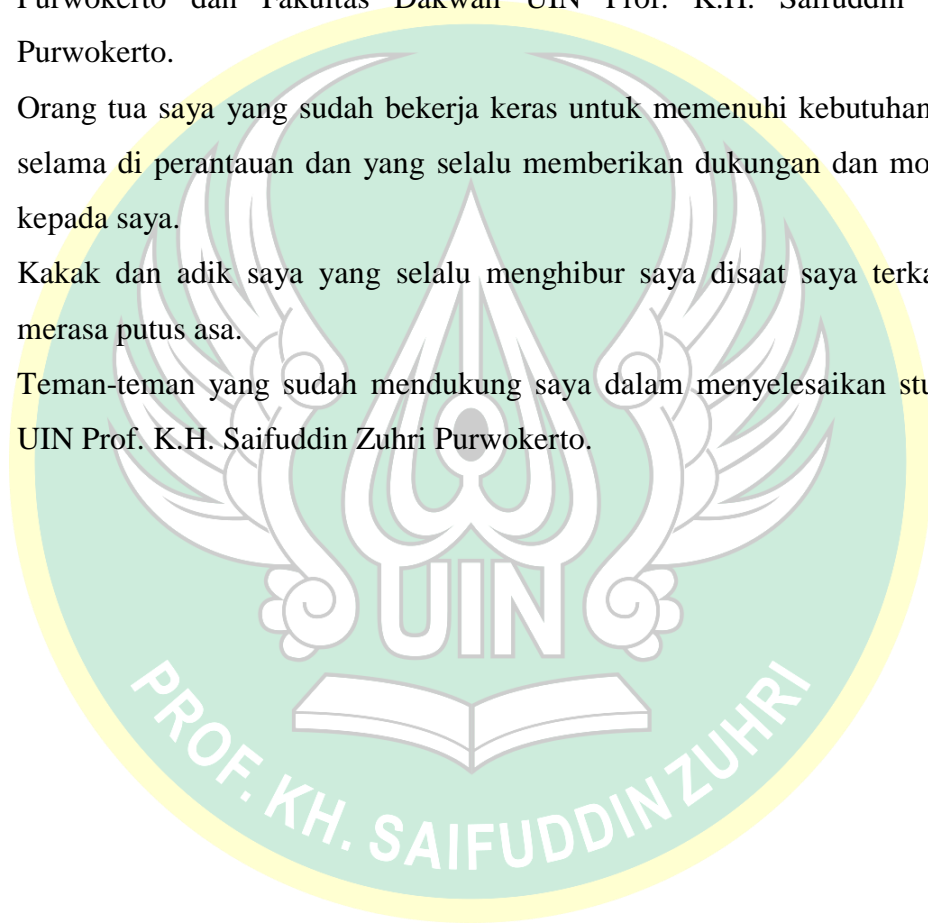 Purwokerto dan Fakultas Dakwah UIN Prof. K.H. Saifuddin
Purwokerto.
Orang tua saya yang sudah bekerja keras untuk memenuhi kebutuhan
selama di perantauan dan yang selalu memberikan dukungan dan mo
kepada saya.
Kakak dan adik saya yang selalu menghibur saya disaat saya terka
merasa putus asa.
Teman-teman yang sudah mendukung saya dalam menyelesaikan stu
UIN Prof. K.H. Saifuddin Zuhri Purwokerto.
UIN
PROF. KH. SAIFUDDIN ZUHRI